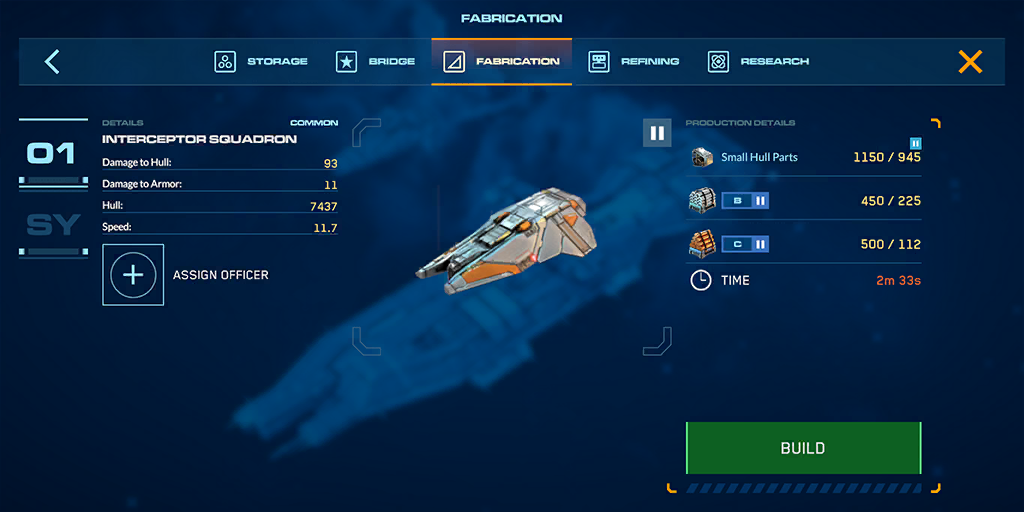 FABRICATION
STORAGE
BRIDGE
FABRICATION
REFINING
RESEARCH
01
SY
DETAILS
COMMON
INTERCEPTOR SQUADRON
Damage to Hull: 93
Damage to Armor: 11
Hull: 7437
Speed: 11.7
ASSIGN OFFICER
PRODUCTION DETAILS
Small Hull Parts 1150 / 945
B 450 / 225
C 500 / 112
TIME 2m 33s
BUILD